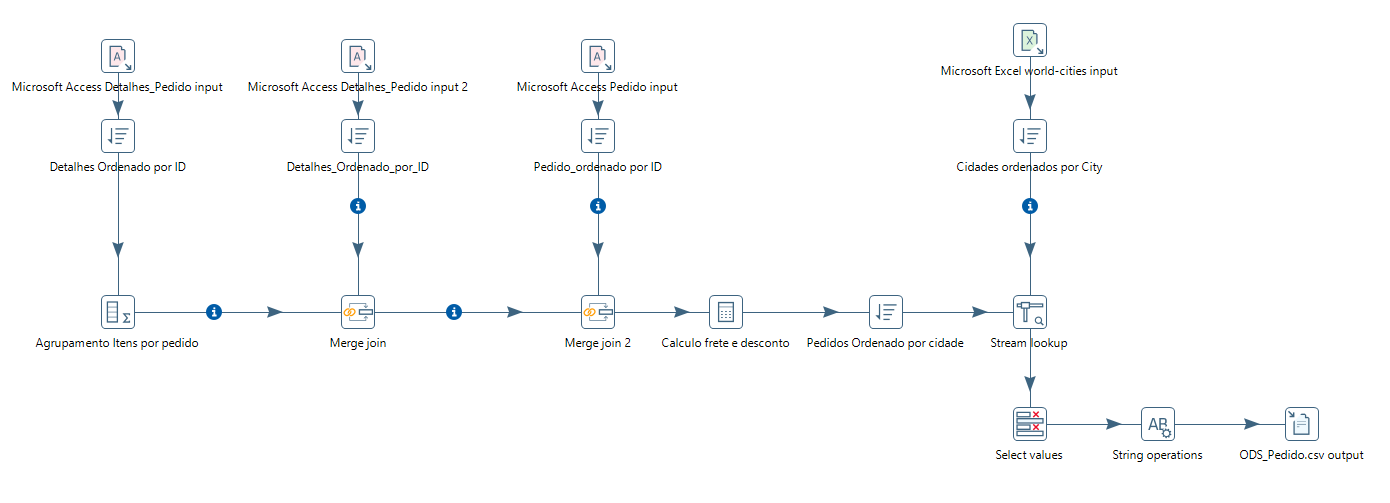 Microsoft Excel world-cities input
Microsoft Access Detalhes_Pedido input
Microsoft Access Detalhes_Pedido input 2
Microsoft Access Pedido input
Detalhes Ordenado por ID
Detalhes_Ordenado_por_ID
Pedido_ordenado por ID
Cidades ordenados por City
Agrupamento Itens por pedido
Merge join
Merge join 2
Calculo frete e desconto
Pedidos Ordenado por cidade
Stream lookup
Select values
String operations
ODS_Pedido.csv output